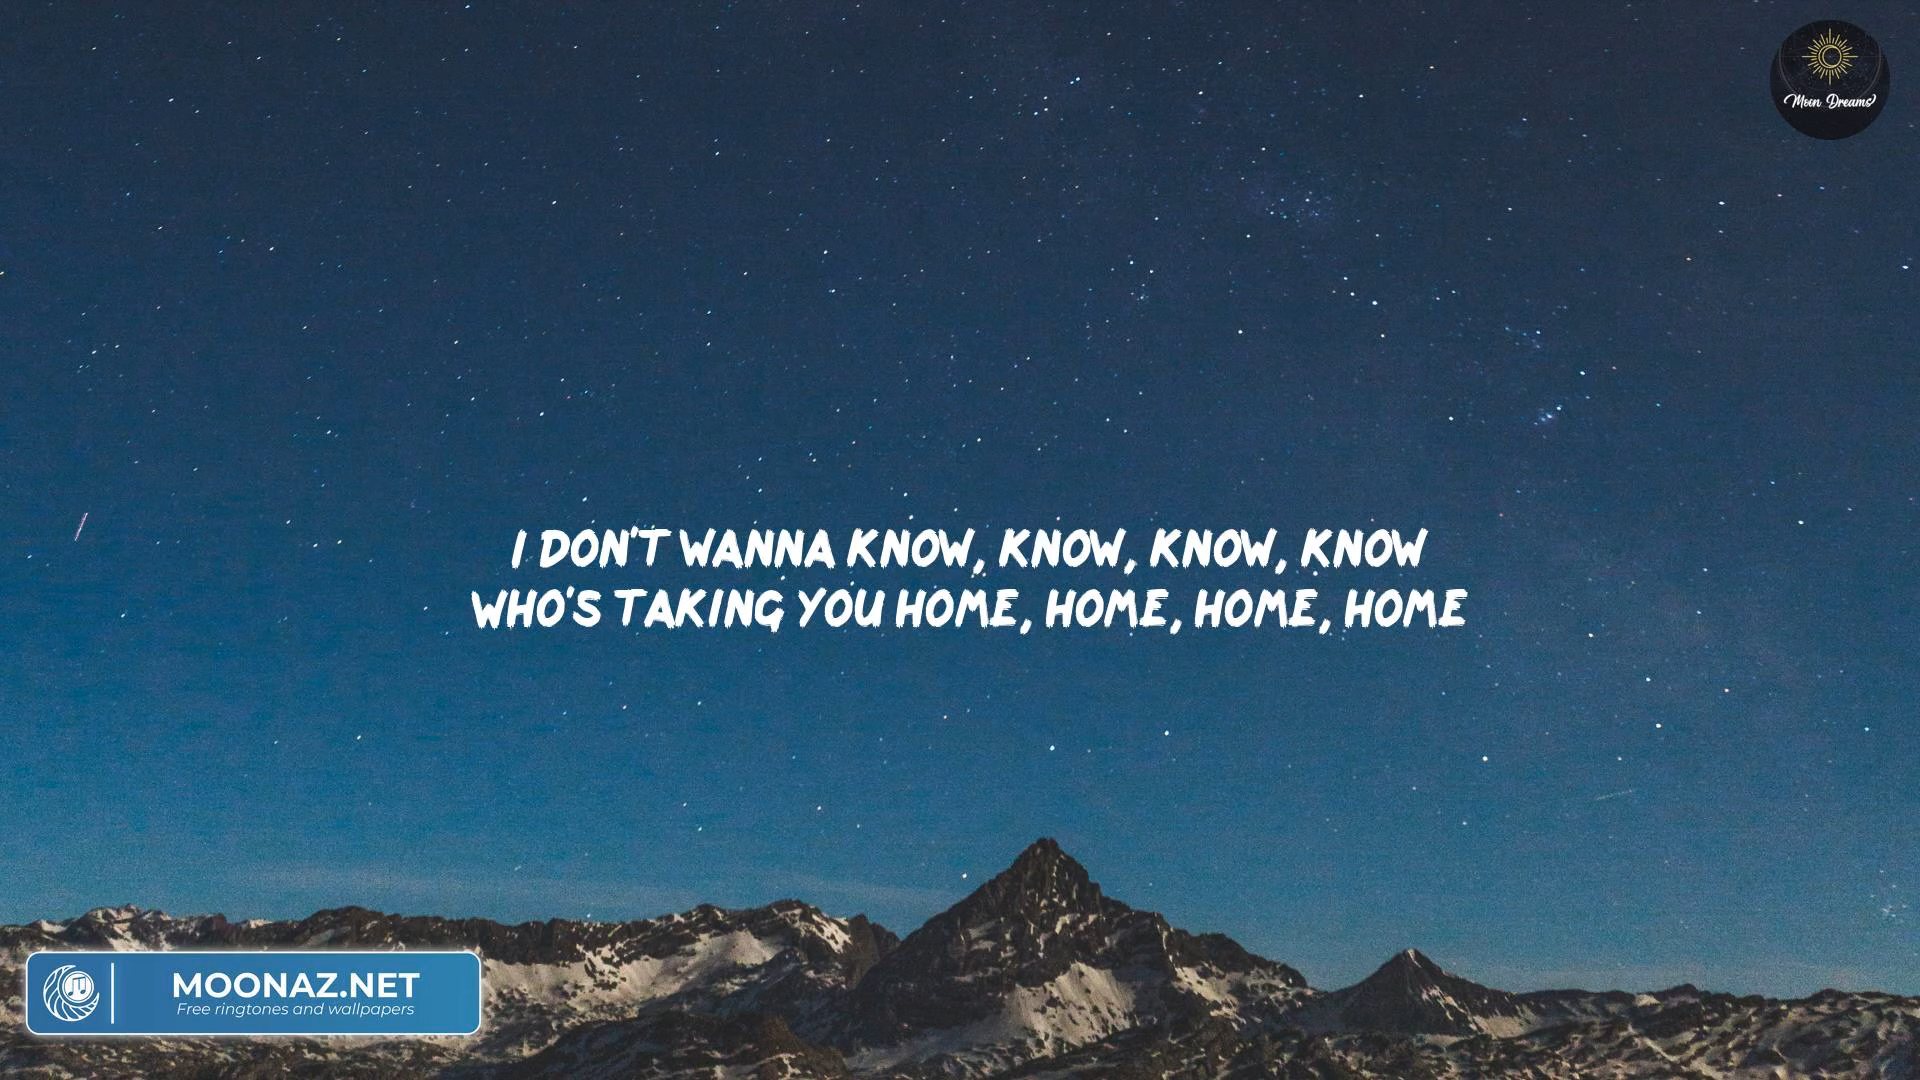 Moon Dreams
I DON'T WANNA KNOW, KNOW, KNOW, KNOW
WHO'S TAKING YOU HOME, HOME, HOME, HOME
MOONAZ.NET
Free ringtones and wallpapers